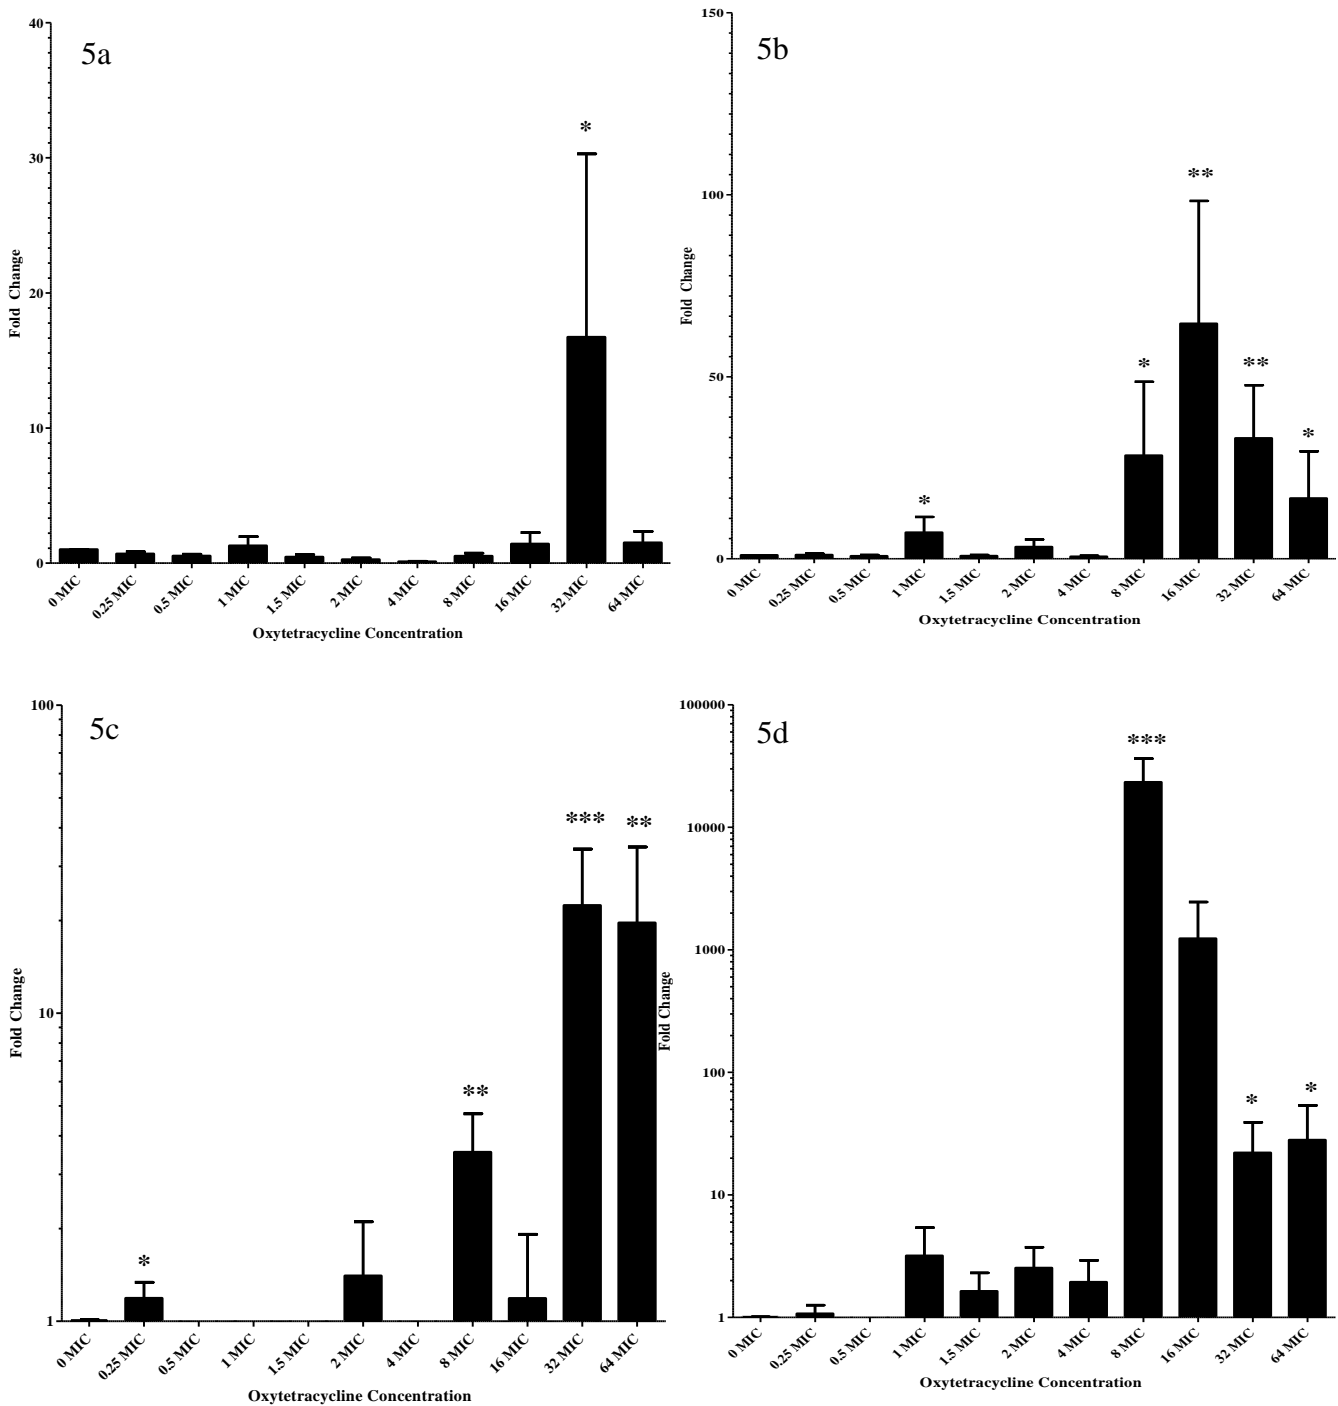 5a
40
30
20
10
0
Fold Change
*
0 MIC
0.25 MIC
0.5 MIC
1 MIC
1.5 MIC
2 MIC
4 MIC
8 MIC
16 MIC
32 MIC
64 MIC
Oxytetracycline Concentration
5b
150
100
50
0
Fold Change
*
*
**
**
*
0 MIC
0.25 MIC
0.5 MIC
1 MIC
1.5 MIC
2 MIC
4 MIC
8 MIC
16 MIC
32 MIC
64 MIC
Oxytetracycline Concentration
5c
100
10
1
Fold Change
*
**
***
**
0 MIC
0.25 MIC
0.5 MIC
1 MIC
1.5 MIC
2 MIC
4 MIC
8 MIC
16 MIC
32 MIC
64 MIC
Oxytetracycline Concentration
5d
100000
10000
1000
100
10
1
Fold Change
***
*
*
0 MIC
0.25 MIC
0.5 MIC
1 MIC
1.5 MIC
2 MIC
4 MIC
8 MIC
16 MIC
32 MIC
64 MIC
Oxytetracycline Concentration